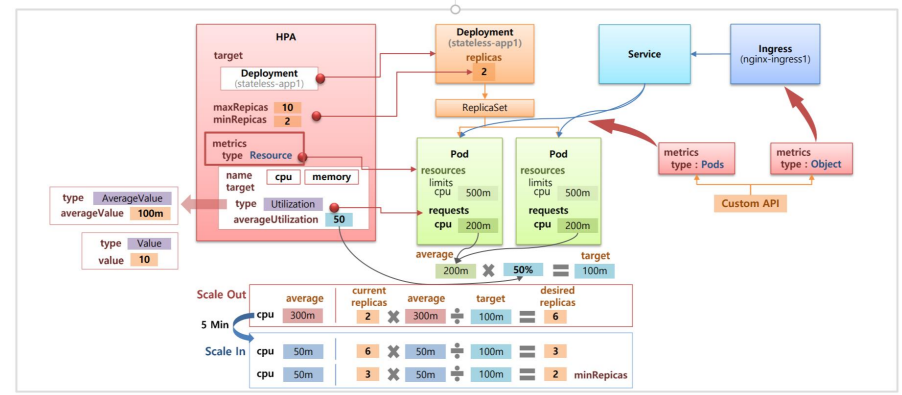 HPA
target
Deployment
(stateless-app1)
maxRepicas 10
minRepicas 2
metrics
type Resource
name cpu memory
target
type Utilization
averageUtilization 50
type AverageValue
averageValue 100m
type Value
value 10
Deployment
(stateless-app1)
replicas
2
ReplicaSet
Service
Ingress
(nginx-ingress1)
Pod
resources
limits
cpu 500m
requests
cpu 200m
Pod
limits
cpu 500m
requests
cpu 200m
metrics
type : Pods
metrics
type : Object
Custom API
average target
200m ✖ 50% = 100m
Scale Out
average current replicas average target desired replicas
cpu 300m 2 ✖ 300m ÷ 100m = 6
5 Min
Scale In
cpu 50m 6 ✖ 50m ÷ 100m = 3
cpu 50m 3 ✖ 50m ÷ 100m = 2 minRepicas